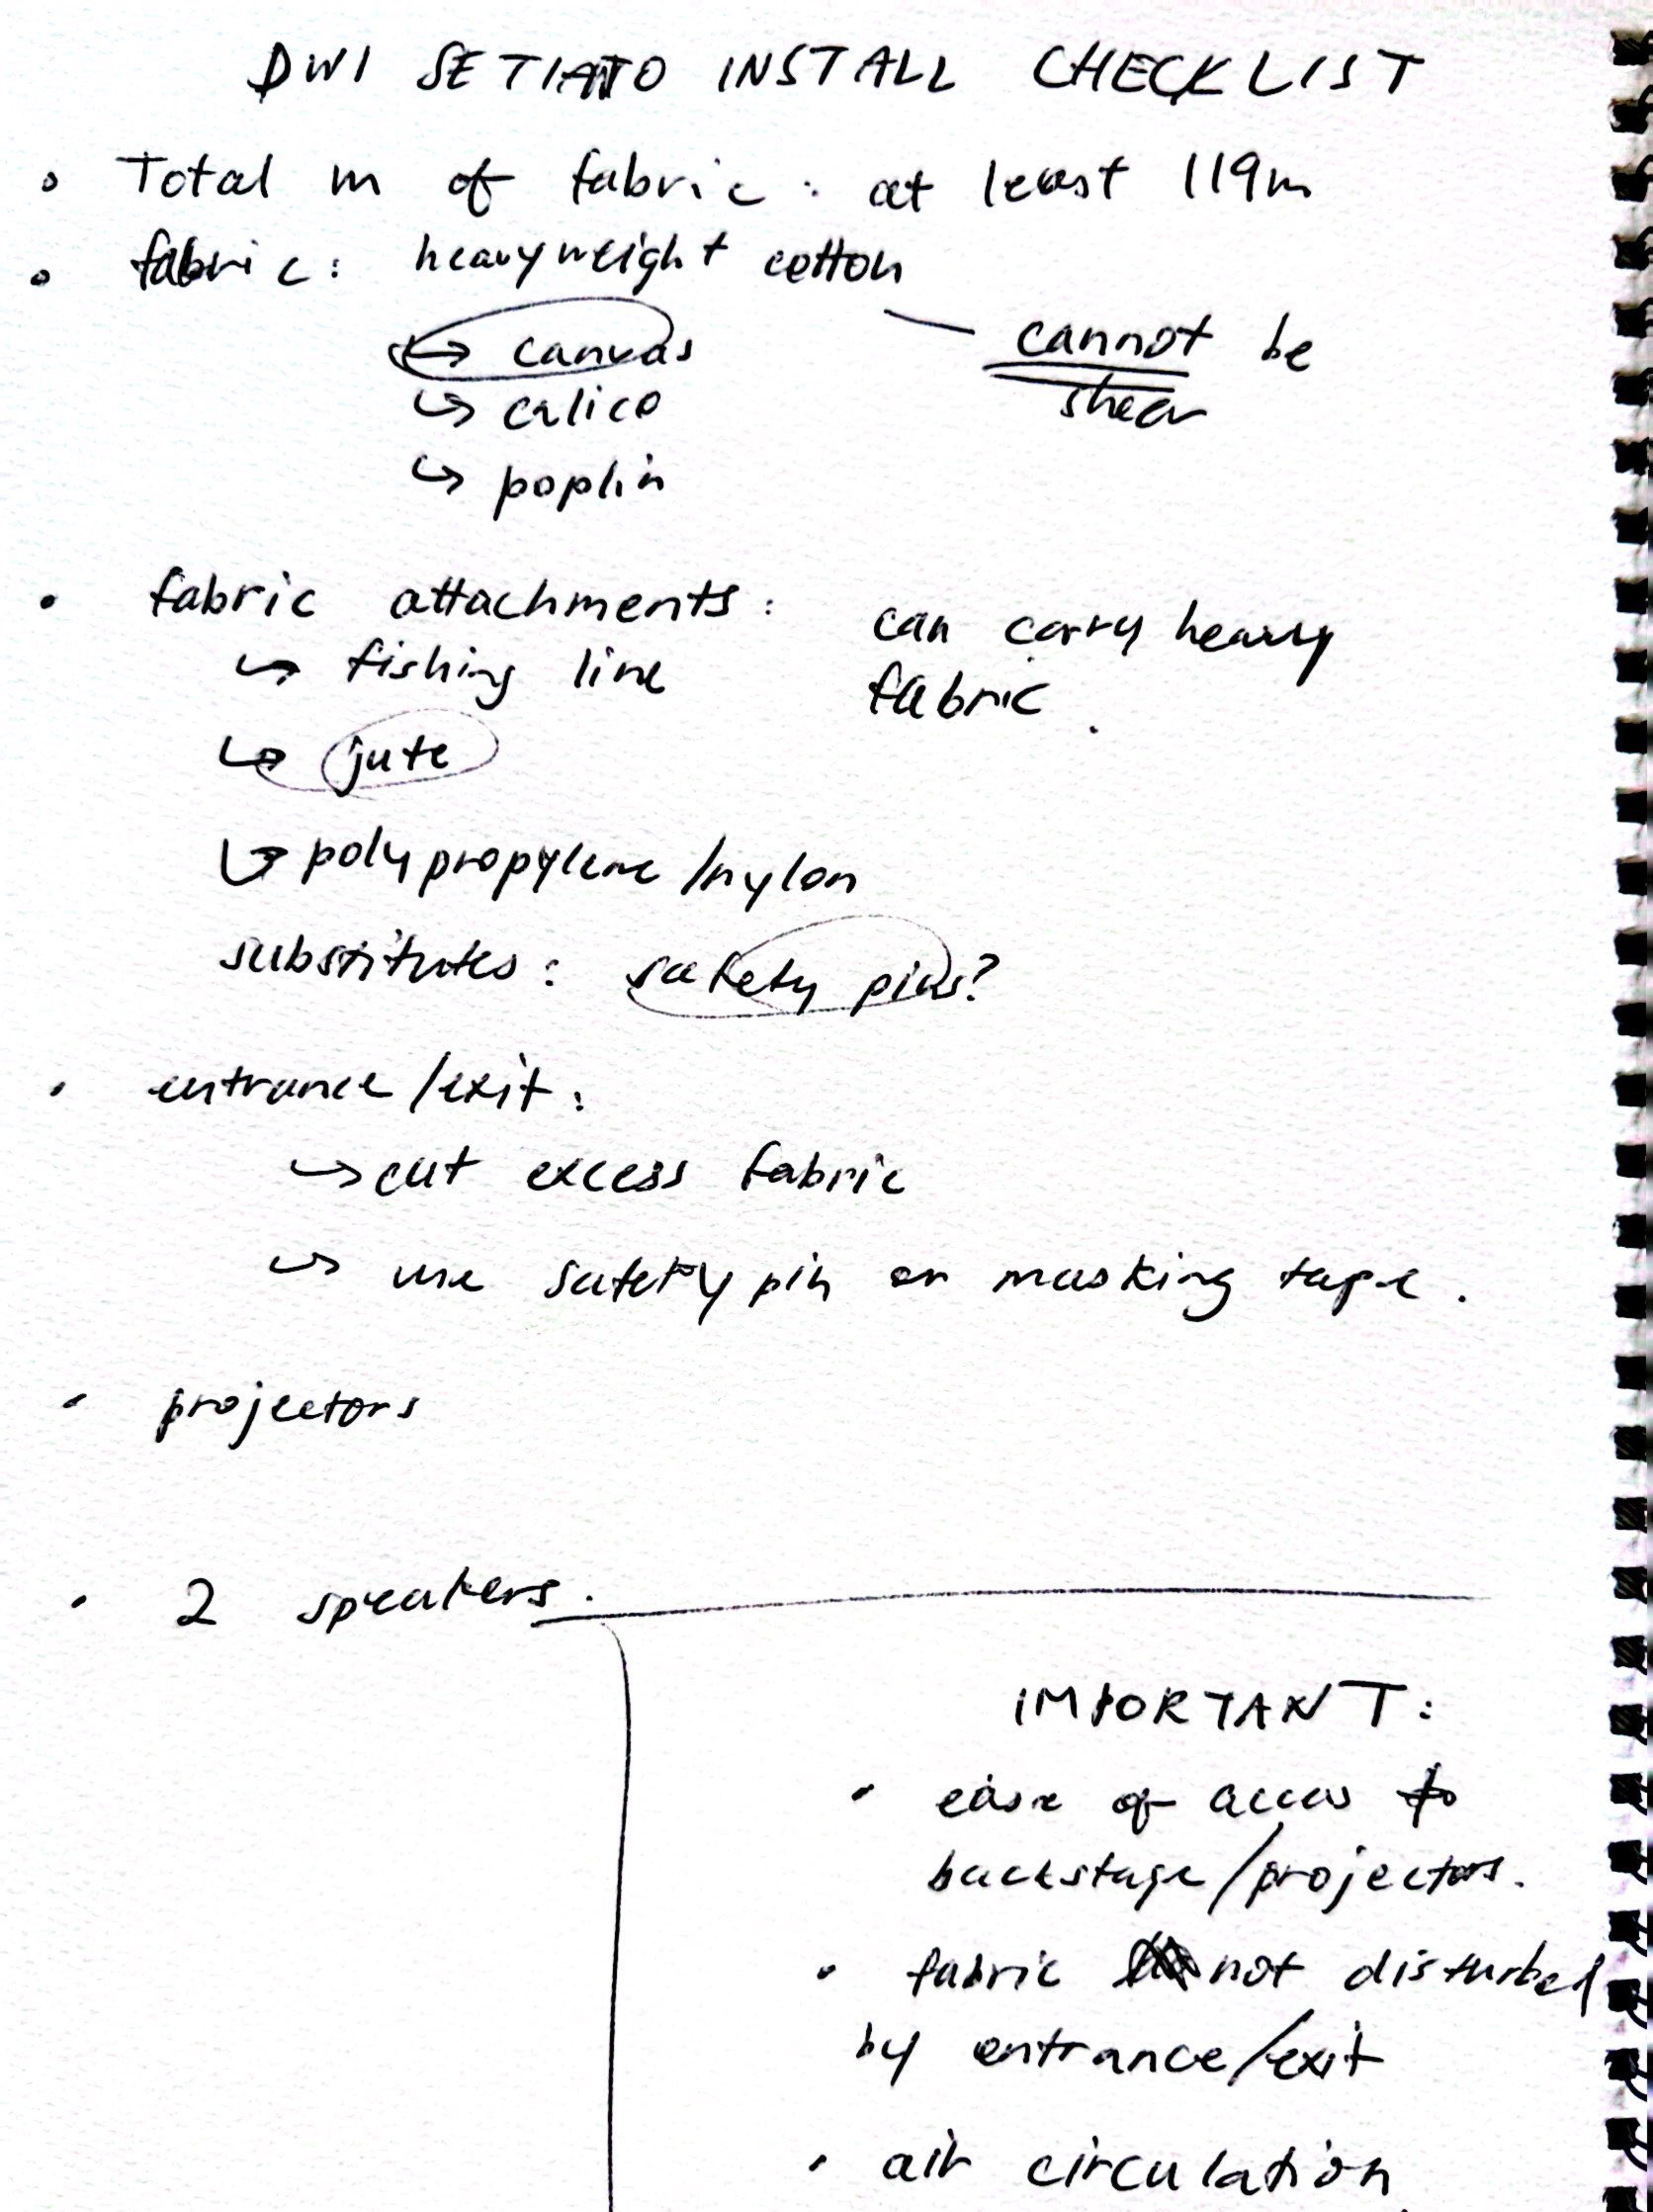 DWI SETIANTO INSTALL CHECKLIST
• Total m of fabric: at least 119m
• fabric: heavyweight cotton
↪ canvas — cannot be
↪ calico shear
↪ poplin
• fabric attachments: can carry heavy
↪ fishing line fabric.
↪ jute
↪ polypropylene/nylon
substitutes: safety pins?
• entrance/exit:
↪ cut excess fabric
↪ use safety pin or masking tape.
• projectors
• 2 speakers.
IMPORTANT:
• ease of access to
backstage/projectors.
• fabric not disturbed
by entrance/exit
• air circulation